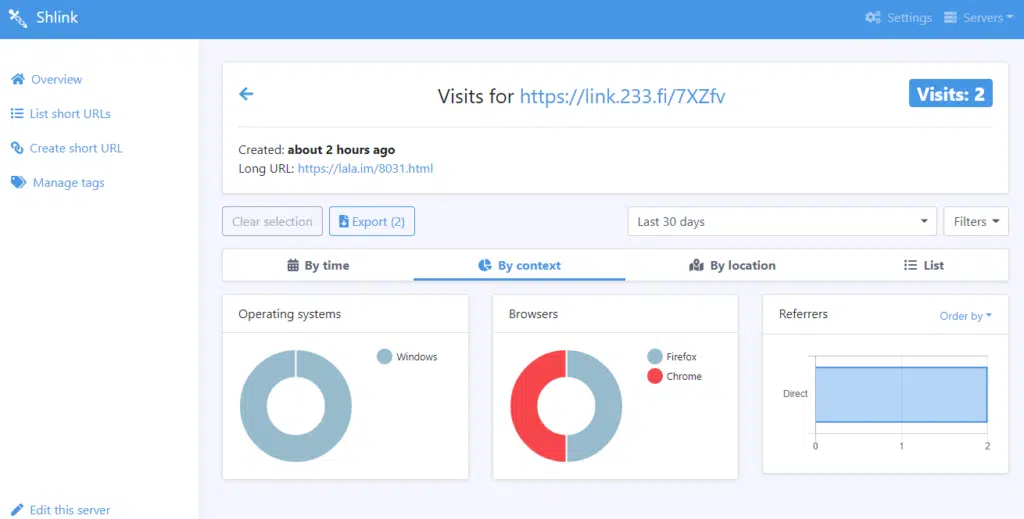 Shlink
Settings
Servers
Overview
List short URLs
Create short URL
Manage tags
Edit this server
Visits for https://link.233.fi/7XZfv
Visits: 2
Created: about 2 hours ago
Long URL: https://lala.im/8031.html
Clear selection
Export (2)
Last 30 days
Filters
By time
By context
By location
List
Operating systems
Windows
Browsers
Firefox
Chrome
Referrers
Order by
Direct
0 1 2